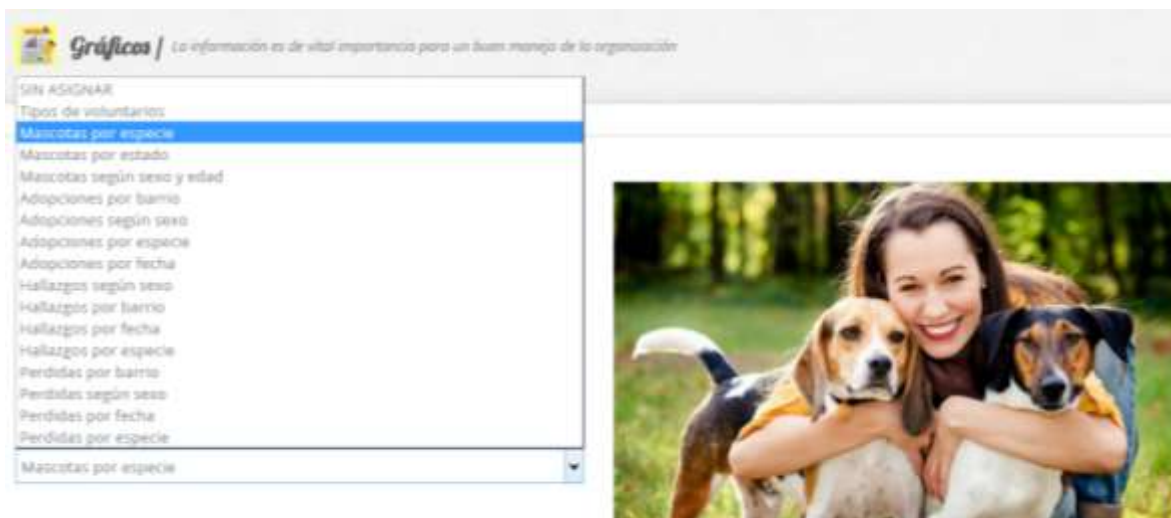 Gráficos / La información es de vital importancia para un buen manejo de la organización
SIN ASIGNAR
Tipos de voluntarios
Mascotas por especie
Mascotas por estado
Mascotas según sexo y edad
Adopciones por barrio
Adopciones según sexo
Adopciones por especie
Adopciones por fecha
Hallazgos según sexo
Hallazgos por barrio
Hallazgos por fecha
Hallazgos por especie
Perdidas por barrio
Perdidas según sexo
Perdidas por fecha
Perdidas por especie
Mascotas por especie